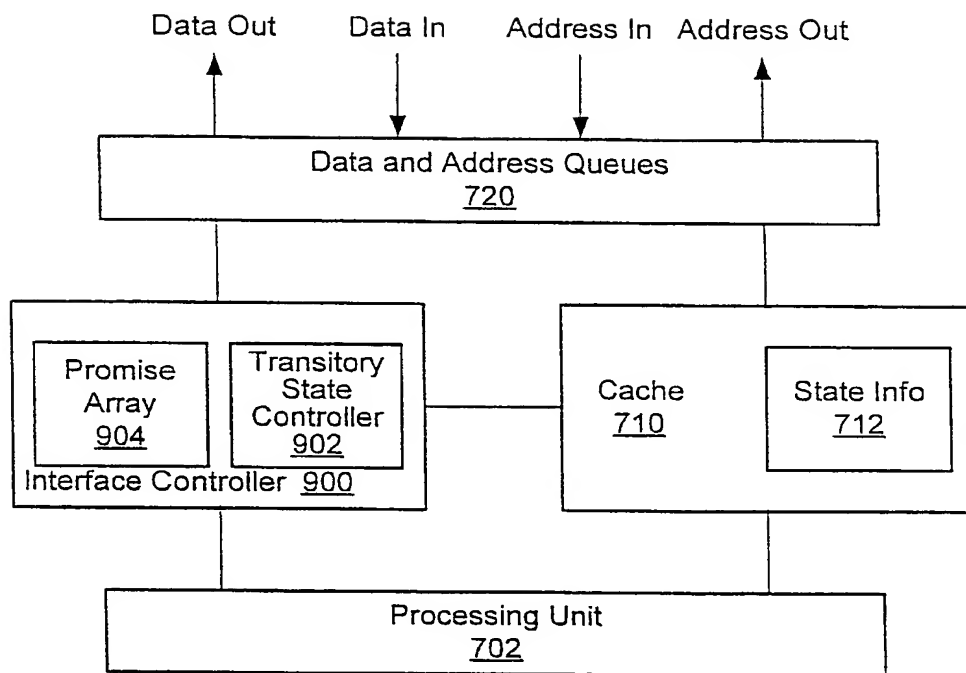 Data Out Data In Address In Address Out
Data and Address Queues
720
Promise
Array
904
Transitory
State
Controller
902
Interface Controller 900
Cache
710
State Info
712
Processing Unit
702